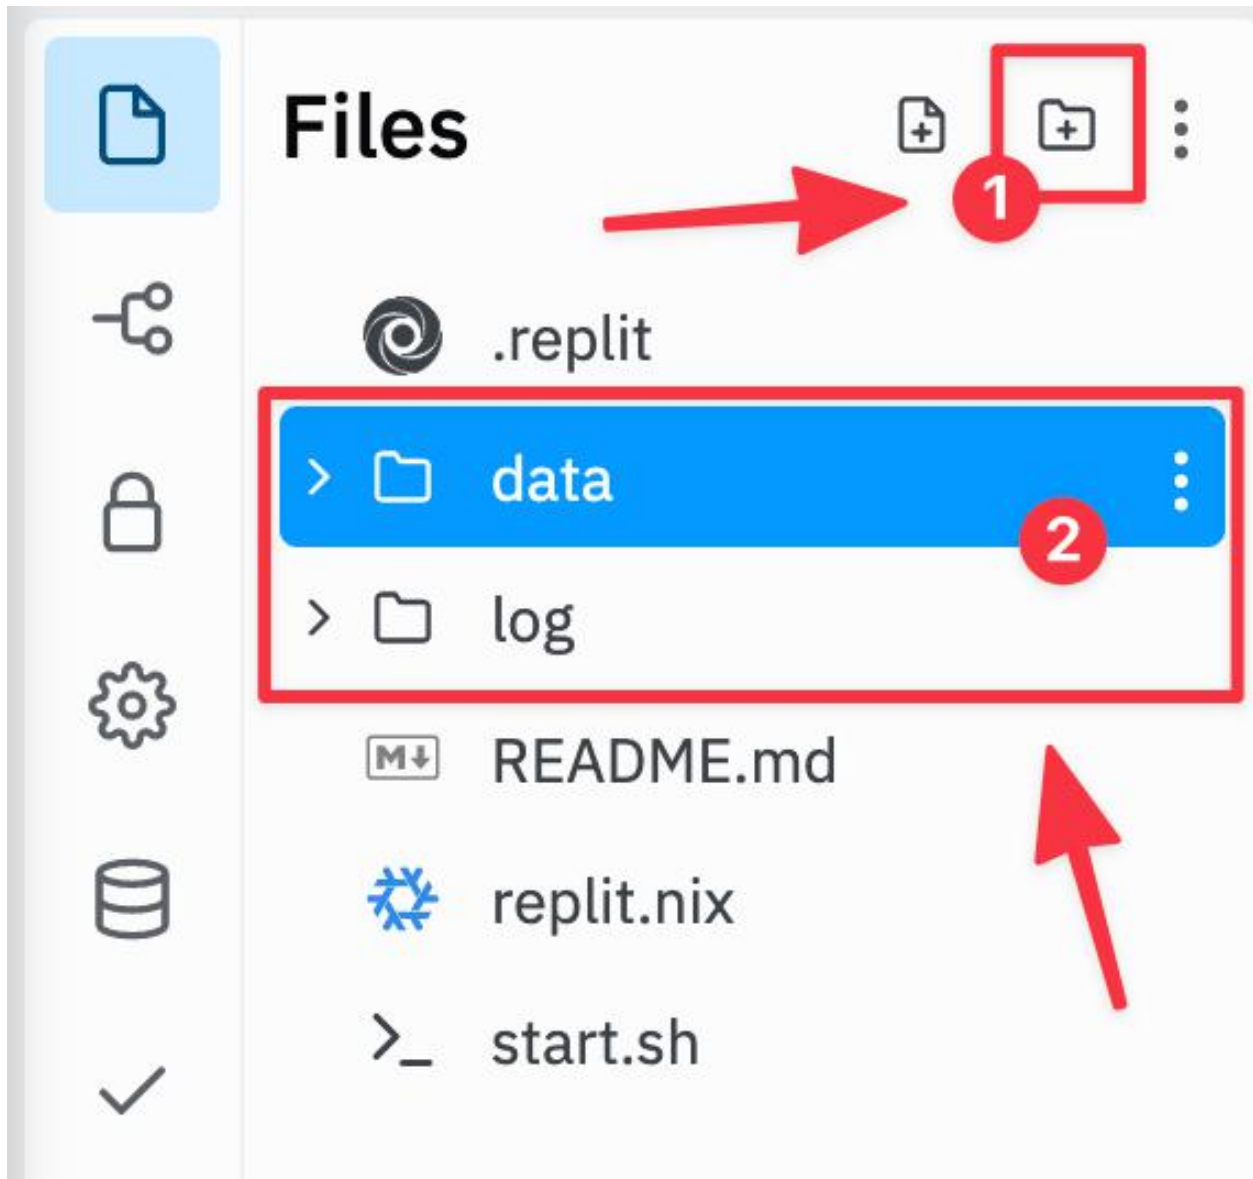 Files
1
.replit
data
2
log
M
README.md
replit.nix
start.sh